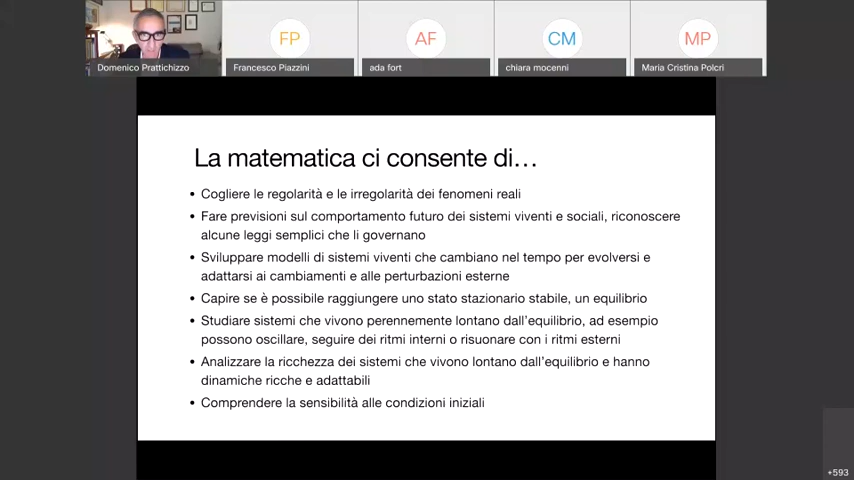 FP
AF
CM
MP
Domenico Prattichizzo
Francesco Piazzini
ada fort
chiara mocenni
Maria Cristina Polcri
La matematica ci consente di…
• Cogliere le regolarità e le irregolarità dei fenomeni reali
• Fare previsioni sul comportamento futuro dei sistemi viventi e sociali, riconoscere
alcune leggi semplici che li governano
• Sviluppare modelli di sistemi viventi che cambiano nel tempo per evolversi e
adattarsi ai cambiamenti e alle perturbazioni esterne
• Capire se è possibile raggiungere uno stato stazionario stabile, un equilibrio
• Studiare sistemi che vivono perennemente lontano dall'equilibrio, ad esempio
possono oscillare, seguire dei ritmi interni o risuonare con i ritmi esterni
• Analizzare la ricchezza dei sistemi che vivono lontano dall'equilibrio e hanno
dinamiche ricche e adattabili
• Comprendere la sensibilità alle condizioni iniziali
+593